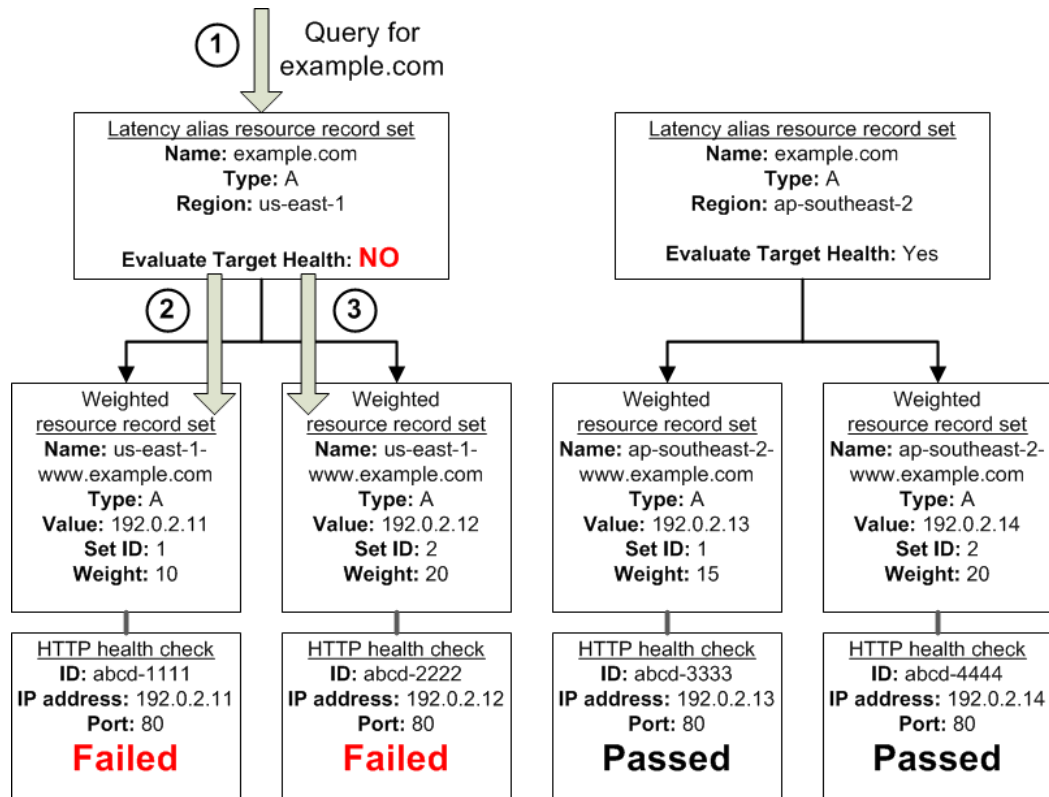 1
Query for
example.com
Latency alias resource record set
Name: example.com
Type: A
Region: us-east-1
Evaluate Target Health: NO
Latency alias resource record set
Name: example.com
Type: A
Region: ap-southeast-2
Evaluate Target Health: Yes
2
3
Weighted
resource record set
Name: us-east-1-
www.example.com
Type: A
Value: 192.0.2.11
Set ID: 1
Weight: 10
Weighted
resource record set
Name: us-east-1-
www.example.com
Type: A
Value: 192.0.2.12
Set ID: 2
Weight: 20
Weighted
resource record set
Name: ap-southeast-2-
www.example.com
Type: A
Value: 192.0.2.13
Set ID: 1
Weight: 15
Weighted
resource record set
Name: ap-southeast-2-
www.example.com
Type: A
Value: 192.0.2.14
Set ID: 2
Weight: 20
HTTP health check
ID: abcd-1111
IP address: 192.0.2.11
Port: 80
Failed
HTTP health check
ID: abcd-2222
IP address: 192.0.2.12
Port: 80
Failed
HTTP health check
ID: abcd-3333
IP address: 192.0.2.13
Port: 80
Passed
HTTP health check
ID: abcd-4444
IP address: 192.0.2.14
Port: 80
Passed